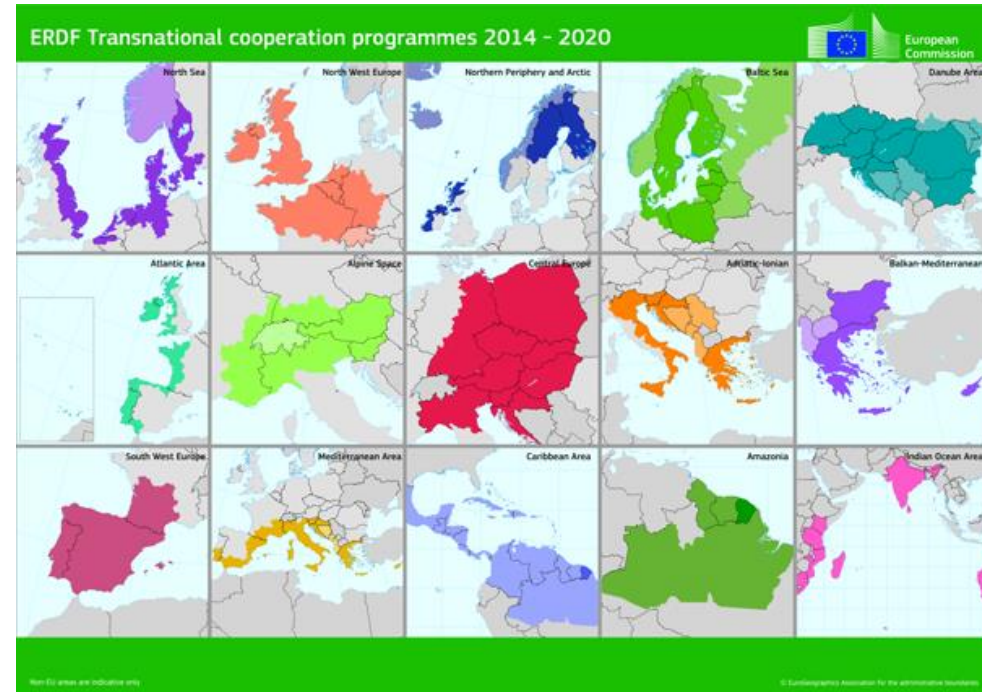 ERDF Transnational cooperation programmes 2014 - 2020
European
Commission
North Sea
North West Europe
Northern Periphery and Arctic
Baltic Sea
Danube Area
Atlantic Area
Alpine Space
Central Europe
Adriatic-Ionian
Balkan-Mediterranean
South West Europe
Mediterranean Area
Caribbean Area
Amazonia
Indian Ocean Area
Non-EU areas are indicative only
© EuroGeographics Association for the administrative boundaries